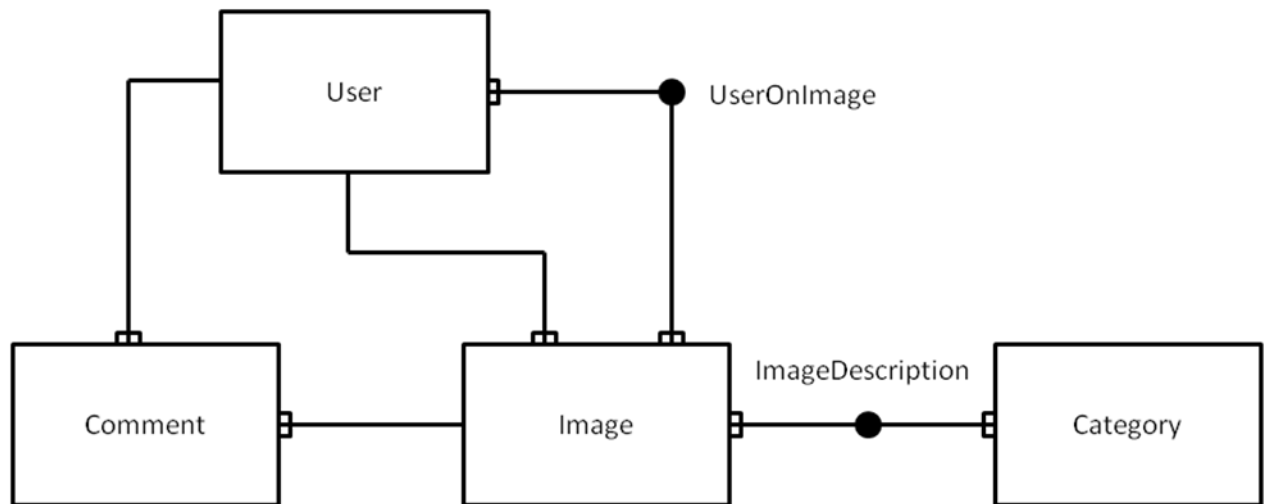 User
UserOnImage
ImageDescription
Comment
Image
Category